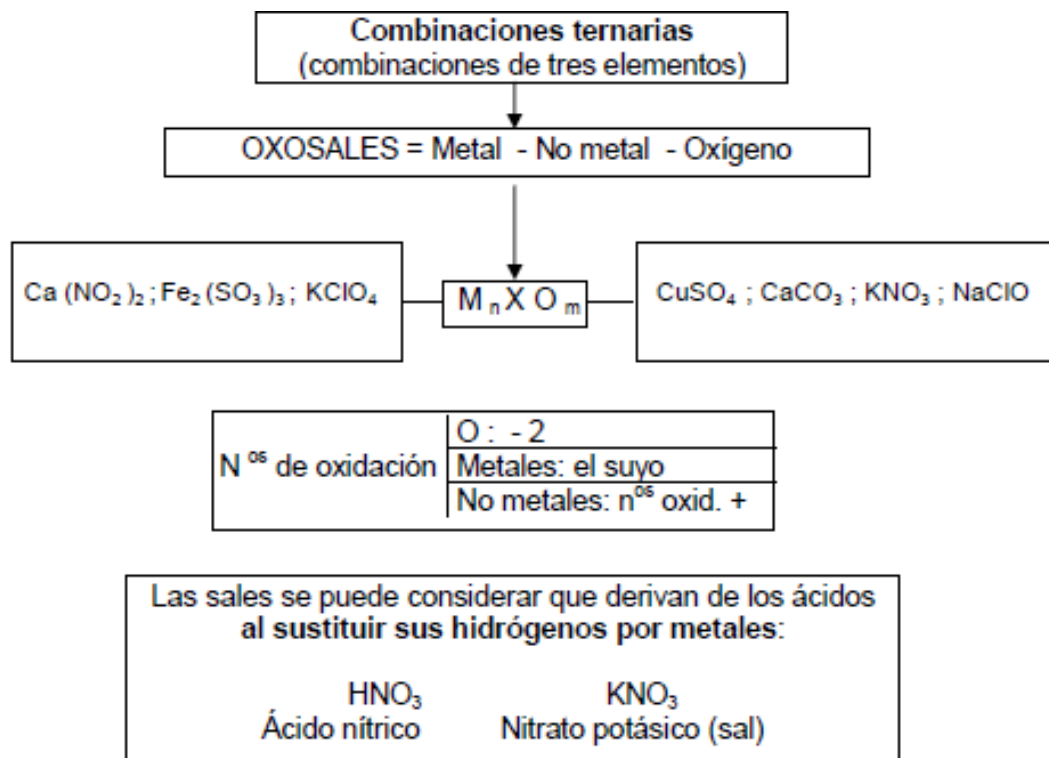 Combinaciones ternarias
(combinaciones de tres elementos)
OXOSALES = Metal - No metal - Oxígeno
Ca (NO₂)₂ ; Fe₂ (SO₃)₃ ; KClO₄
M ₙ X O ₘ
CuSO₄ ; CaCO₃ ; KNO₃ ; NaClO
N ᵒˢ de oxidación
O : - 2
Metales: el suyo
No metales: nᵒˢ oxid. +
Las sales se puede considerar que derivan de los ácidos
al sustituir sus hidrógenos por metales:
HNO₃ KNO₃
Ácido nítrico Nitrato potásico (sal)